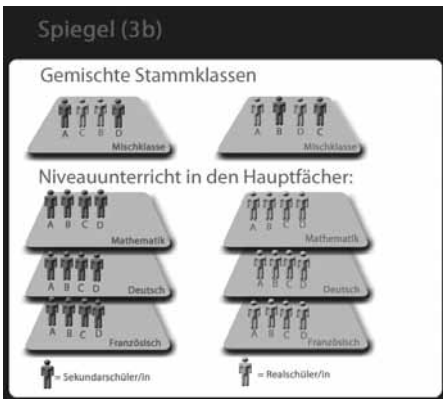 Spiegel (3b)
Gemischte Stammklassen
A C B D
Mischklasse
A B D C
Mischklasse
Niveauunterricht in den Hauptfächer:
A B C D
Mathematik
A B C D
Mathematik
A B C D
Deutsch
A B C D
Deutsch
A B C D
Französisch
A B C D
Französisch
= Sekundarschüler/in
= Realschüler/in